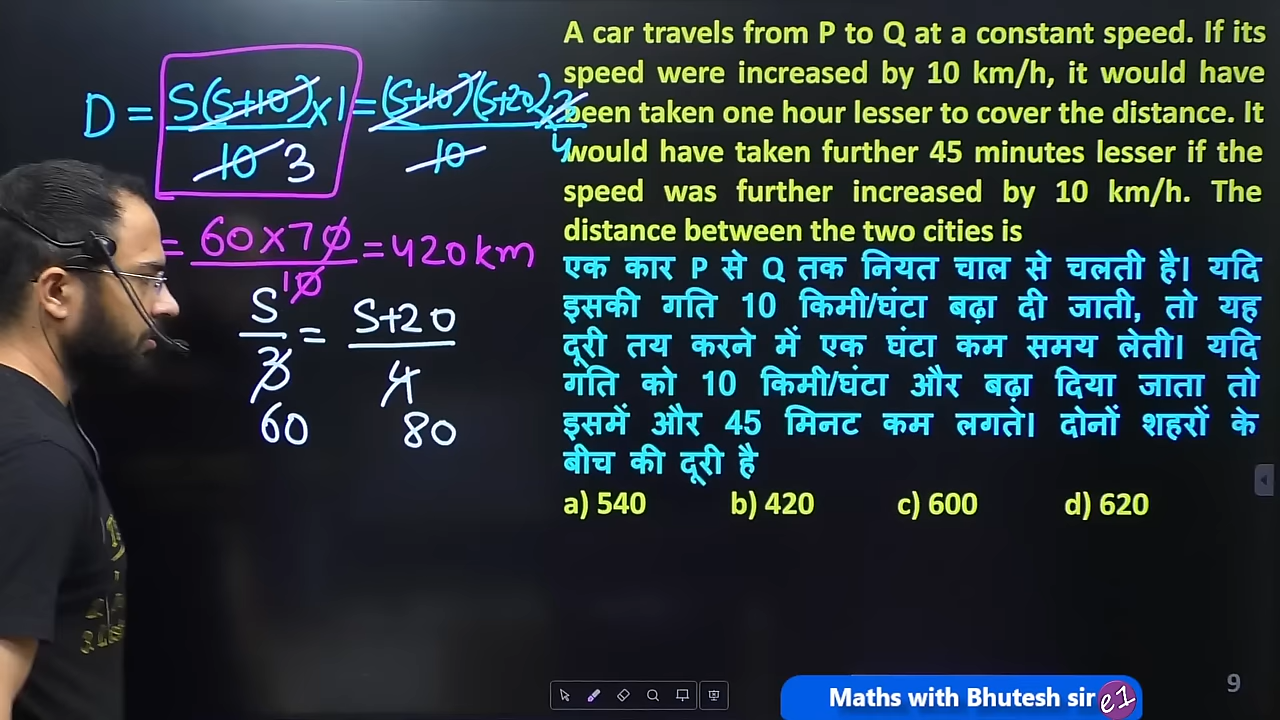 A car travels from P to Q at a constant speed. If its
speed were increased by 10 km/h, it would have
been taken one hour lesser to cover the distance. It
would have taken further 45 minutes lesser if the
speed was further increased by 10 km/h. The
distance between the two cities is
एक कार P से Q तक नियत चाल से चलती है। यदि
इसकी गति 10 किमी/घंटा बढ़ा दी जाती, तो यह
दूरी तय करने में एक घंटा कम समय लेती। यदि
गति को 10 किमी/घंटा और बढ़ा दिया जाता तो
इसमें और 45 मिनट कम लगते। दोनों शहरों के
बीच की दूरी है
a) 540 b) 420 c) 600 d) 620
D = S(S+10)×1 = (S+10)(S+20)×3
10 3 10 4
= 60×70 = 420 km
10
S = S+20
3 4
60 80
Maths with Bhutesh sir e1
9